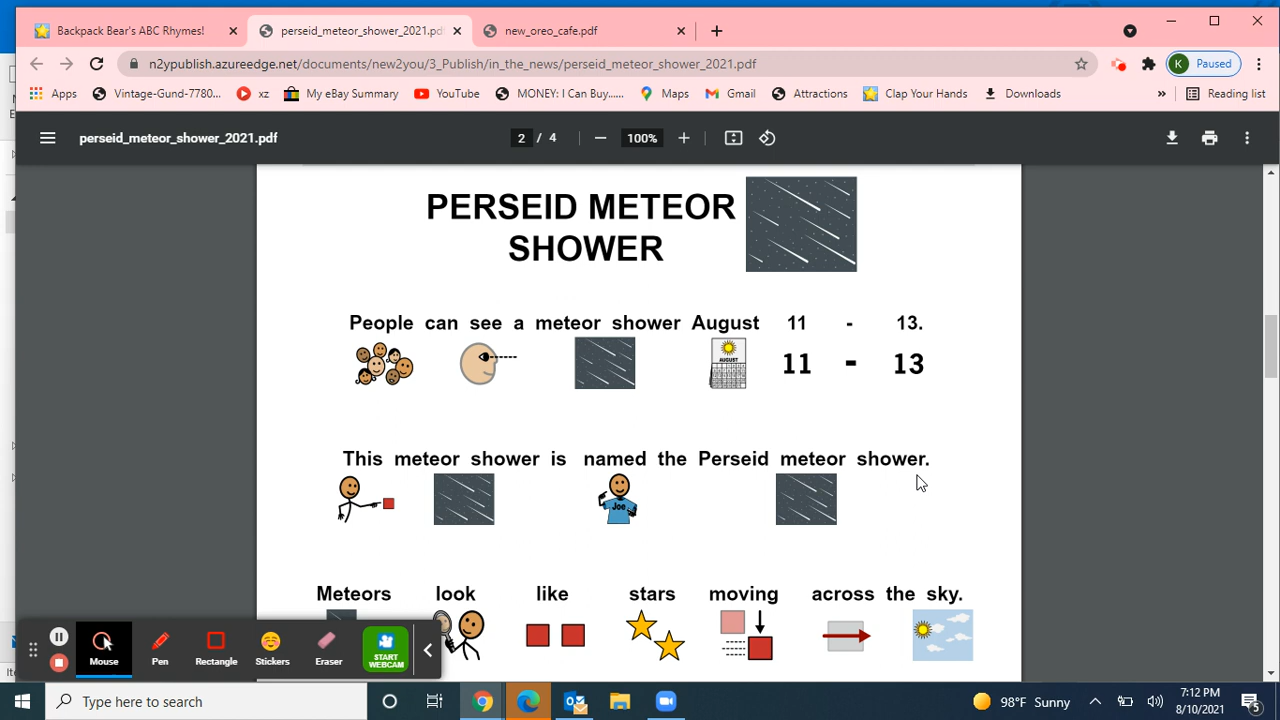 Backpack Bear's ABC Rhymes!
perseid_meteor_shower_2021.pdf
new_oreo_cafe.pdf
n2ypublish.azureedge.net/documents/new2you/3_Publish/in_the_news/perseid_meteor_shower_2021.pdf
K Paused
Apps Vintage-Gund-7780... xz My eBay Summary YouTube MONEY: I Can Buy...... Maps Gmail Attractions Clap Your Hands Downloads » Reading list
perseid_meteor_shower_2021.pdf 2 / 4 100%
PERSEID METEOR
SHOWER
People can see a meteor shower August 11 - 13.
AUGUST 11 - 13
This meteor shower is named the Perseid meteor shower.
Joe
Meteors look like stars moving across the sky.
Mouse Pen Rectangle Stickers Eraser START WEBCAM
Type here to search
98°F Sunny
7:12 PM
8/10/2021
5